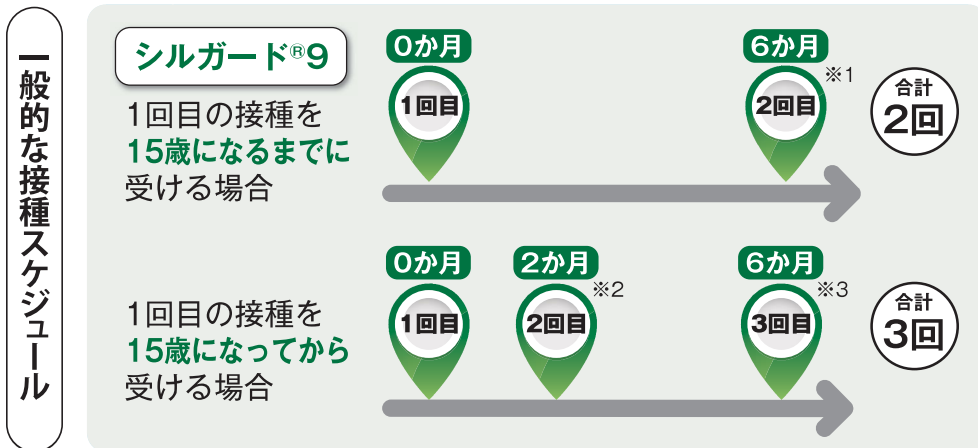 一般的な接種スケジュール
シルガード®9
1回目の接種を
15歳になるまでに
受ける場合
0か月
1回目
6か月
※1
2回目
合計
2回
1回目の接種を
15歳になってから
受ける場合
0か月
1回目
2か月
※2
2回目
6か月
※3
3回目
合計
3回